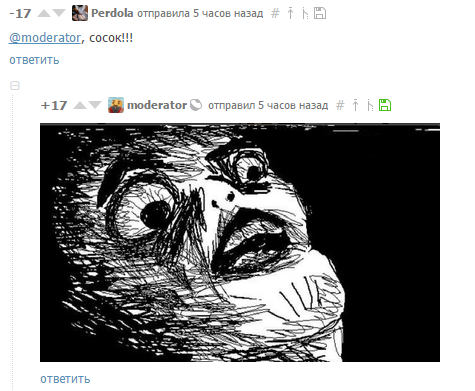 -17 Perdola отправила 5 часов назад #
@moderator, сосок!!!
ответить
+17 moderator отправил 5 часов назад #
ответить